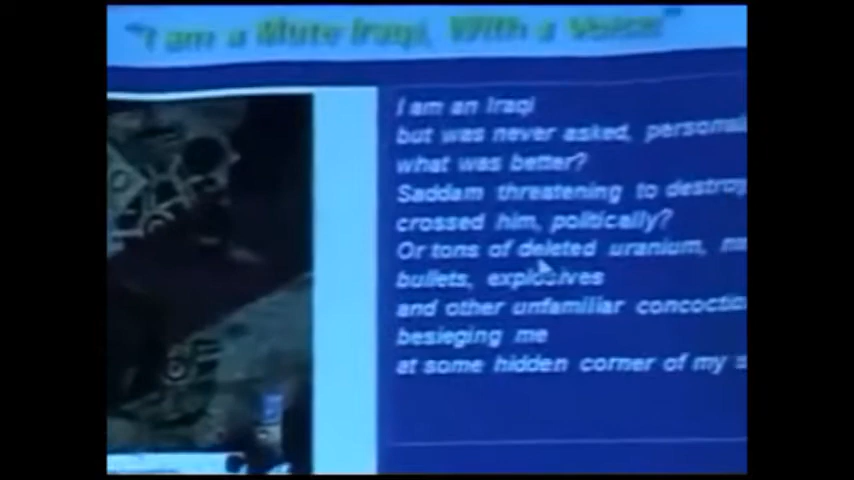 "I am a Mute Iraqi, With a Voice"
I am an Iraqi
but was never asked,
what was better?
Saddam threatening to destroy
crossed him, politically?
Or tons of deleted uranium,
bullets, explosives
and other unfamiliar
besieging me
at some hidden corner of my